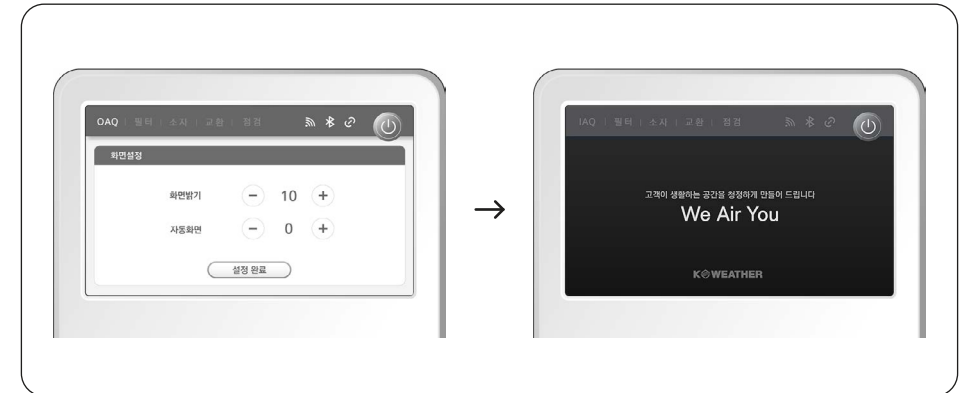 OAQ | 필터 | 소지 | 교환 | 점검
화면설정
화면밝기 − 10 +
자동화면 − 0 +
설정 완료
→
IAQ | 필터 | 소지 | 교환 | 점검
고객이 생활하는 공간을 청정하게 만들어 드립니다
We Air You
KWEATHER